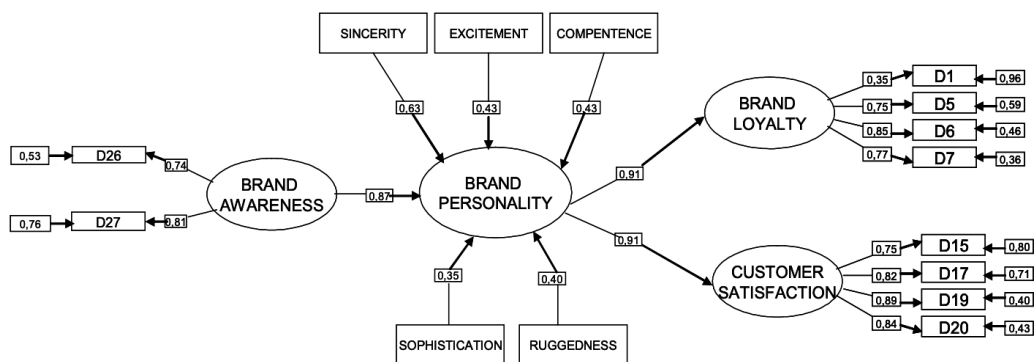 SINCERITY
EXCITEMENT
COMPENTENCE
0,63
0,43
0,43
D26
D27
0,53
0,76
0,74
0,81
BRAND
AWARENESS
0,87
BRAND
PERSONALITY
0,35
0,40
SOPHISTICATION
RUGGEDNESS
0,91
0,91
BRAND
LOYALTY
0,35
D1
0,96
0,75
D5
0,59
0,85
D6
0,46
0,77
D7
0,36
CUSTOMER
SATISFACTION
0,75
D15
0,80
0,82
D17
0,71
0,89
D19
0,40
0,84
D20
0,43